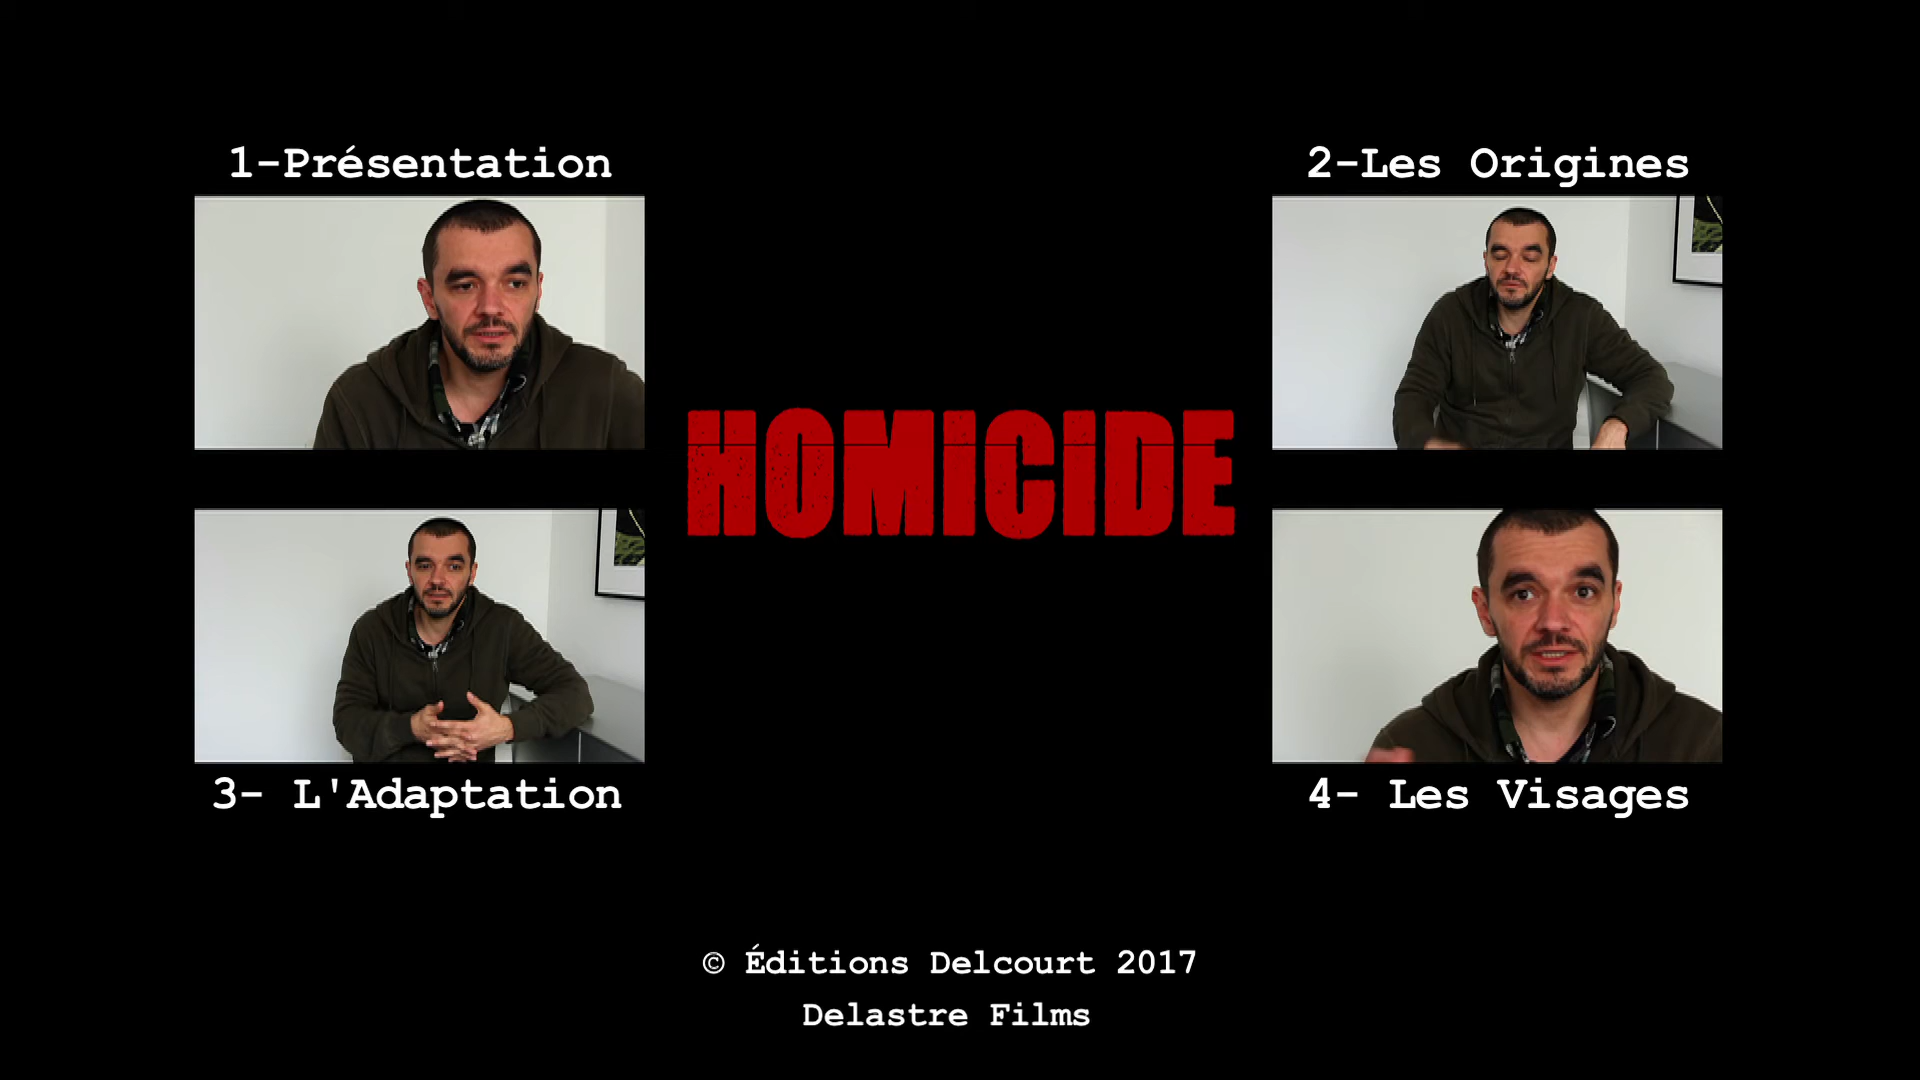 1-Présentation
2-Les Origines
HOMICIDE
3- L'Adaptation
4- Les Visages
© Éditions Delcourt 2017
Delastre Films